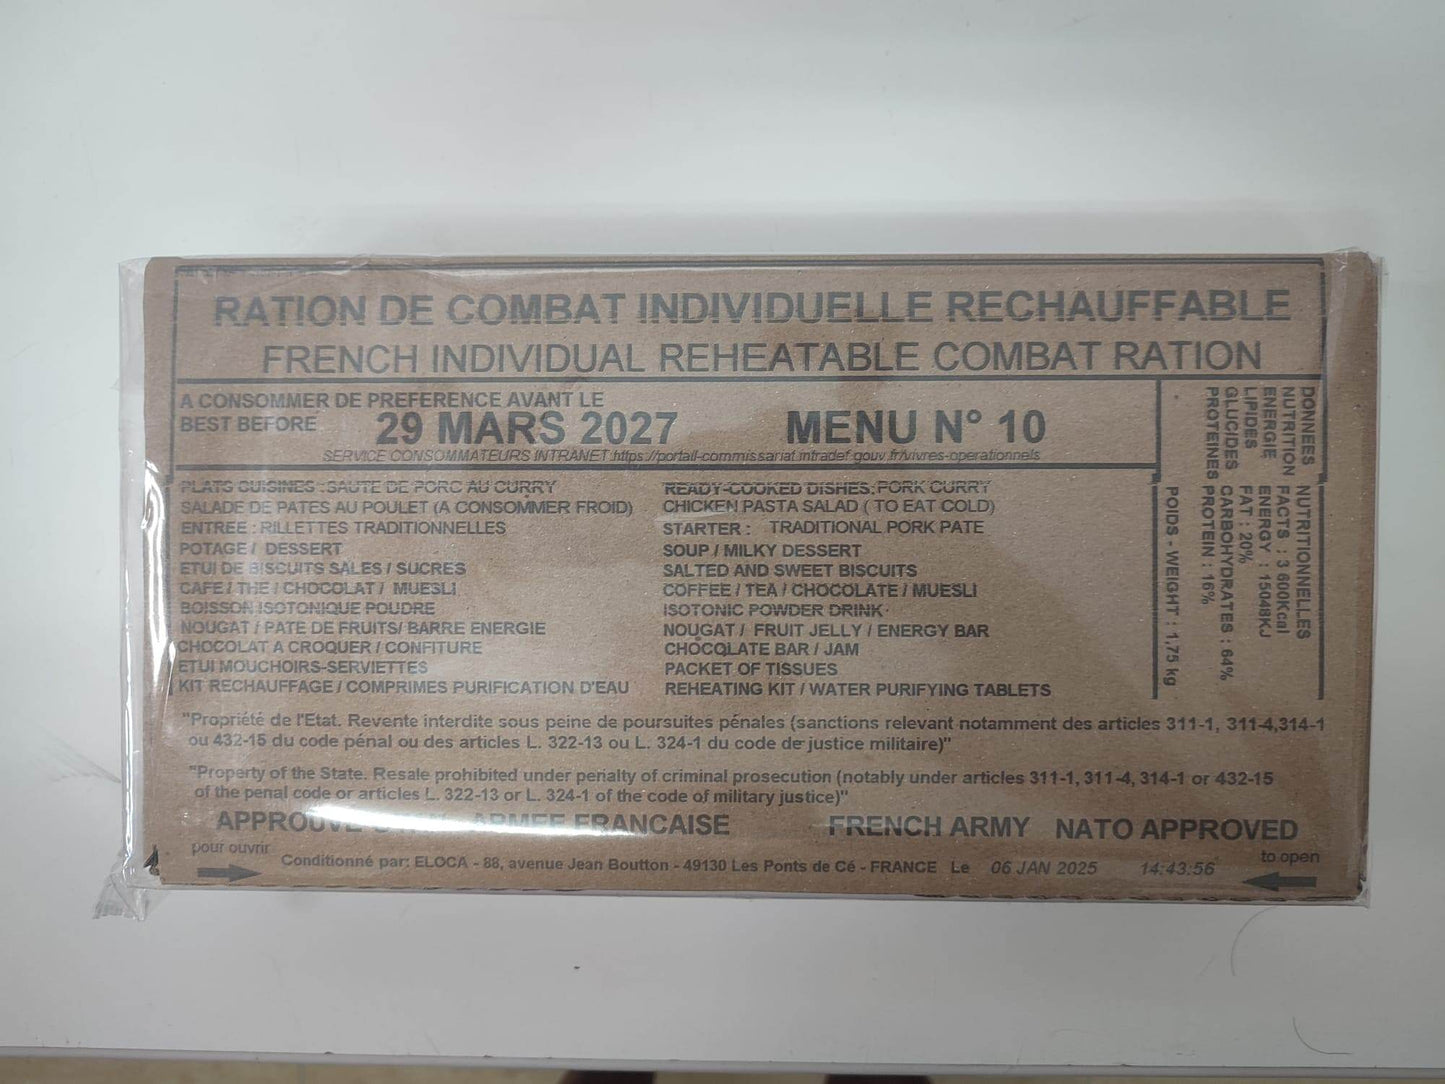 RATION DE COMBAT INDIVIDUELLE RECHAUFFABLE
FRENCH INDIVIDUAL REHEATABLE COMBAT RATION
A CONSOMMER DE PREFERENCE AVANT LE
BEST BEFORE 29 MARS 2027 MENU N° 10
SERVICE CONSOMMATEURS INTRANET:https://portail-commissariat.intradef.gouv.fr/vivres-operationnels
PLATS CUISINES : SAUTE DE PORC AU CURRY
SALADE DE PATES AU POULET (A CONSOMMER FROID)
ENTREE : RILLETTES TRADITIONNELLES
POTAGE / DESSERT
ETUI DE BISCUITS SALES / SUCRES
CAFE / THE / CHOCOLAT / MUESLI
BOISSON ISOTONIQUE POUDRE
NOUGAT / PATE DE FRUITS/ BARRE ENERGIE
CHOCOLAT A CROQUER / CONFITURE
ETUI MOUCHOIRS-SERVIETTES
KIT RECHAUFFAGE / COMPRIMES PURIFICATION D'EAU
READY-COOKED DISHES: PORK CURRY
CHICKEN PASTA SALAD ( TO EAT COLD)
STARTER : TRADITIONAL PORK PATE
SOUP / MILKY DESSERT
SALTED AND SWEET BISCUITS
COFFEE / TEA / CHOCOLATE / MUESLI
ISOTONIC POWDER DRINK
NOUGAT / FRUIT JELLY / ENERGY BAR
CHOCOLATE BAR / JAM
PACKET OF TISSUES
REHEATING KIT / WATER PURIFYING TABLETS
DONNEES NUTRITIONNELLES
NUTRITION FACTS : 3 600Kcal
ENERGIE ENERGY : 15048KJ
LIPIDES FAT : 20%
GLUCIDES CARBOHYDRATES : 64%
PROTEINES PROTEIN : 16%
POIDS - WEIGHT : 1,75 kg
"Propriété de l'Etat. Revente interdite sous peine de poursuites pénales (sanctions relevant notamment des articles 311-1, 311-4,314-1
ou 432-15 du code pénal ou des articles L. 322-13 ou L. 324-1 du code de justice militaire)"
"Property of the State. Resale prohibited under penalty of criminal prosecution (notably under articles 311-1, 311-4, 314-1 or 432-15
of the penal code or articles L. 322-13 or L. 324-1 of the code of military justice)"
APPROUVE ARMEE FRANCAISE FRENCH ARMY NATO APPROVED
pour ouvrir to open
Conditionné par: ELOCA - 88, avenue Jean Boutton - 49130 Les Ponts de Cé - FRANCE Le 06 JAN 2025 14:43:56